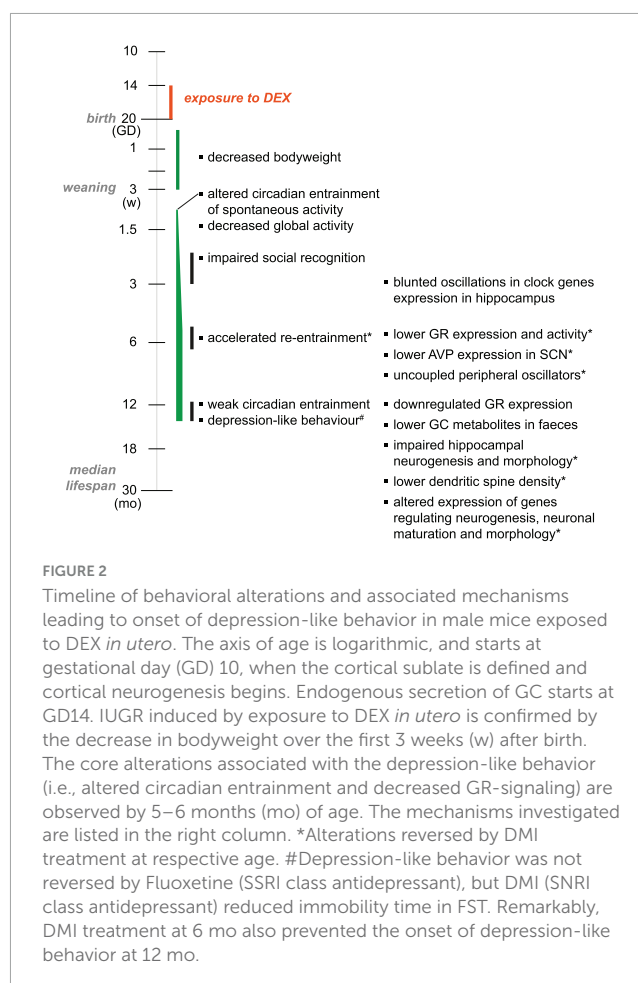 10
14
exposure to DEX
birth 20
(GD)
1
▪ decreased bodyweight
weaning 3
(w)
▪ altered circadian entrainment
of spontaneous activity
1.5
▪ decreased global activity
▪ impaired social recognition
3
▪ blunted oscillations in clock genes
expression in hippocampus
6
▪ accelerated re-entrainment*
▪ lower GR expression and activity*
▪ lower AVP expression in SCN*
▪ uncoupled peripheral oscillators*
12
▪ weak circadian entrainment
▪ depression-like behaviour#
▪ downregulated GR expression
▪ lower GC metabolites in faeces
18
▪ impaired hippocampal
neurogenesis and morphology*
▪ lower dendritic spine density*
▪ altered expression of genes
regulating neurogenesis, neuronal
maturation and morphology*
median
lifespan 30
(mo)
FIGURE 2
Timeline of behavioral alterations and associated mechanisms
leading to onset of depression-like behavior in male mice exposed
to DEX in utero. The axis of age is logarithmic, and starts at
gestational day (GD) 10, when the cortical sublate is defined and
cortical neurogenesis begins. Endogenous secretion of GC starts at
GD14. IUGR induced by exposure to DEX in utero is confirmed by
the decrease in bodyweight over the first 3 weeks (w) after birth.
The core alterations associated with the depression-like behavior
(i.e., altered circadian entrainment and decreased GR-signaling) are
observed by 5–6 months (mo) of age. The mechanisms investigated
are listed in the right column. *Alterations reversed by DMI
treatment at respective age. #Depression-like behavior was not
reversed by Fluoxetine (SSRI class antidepressant), but DMI (SNRI
class antidepressant) reduced immobility time in FST. Remarkably,
DMI treatment at 6 mo also prevented the onset of depression-like
behavior at 12 mo.